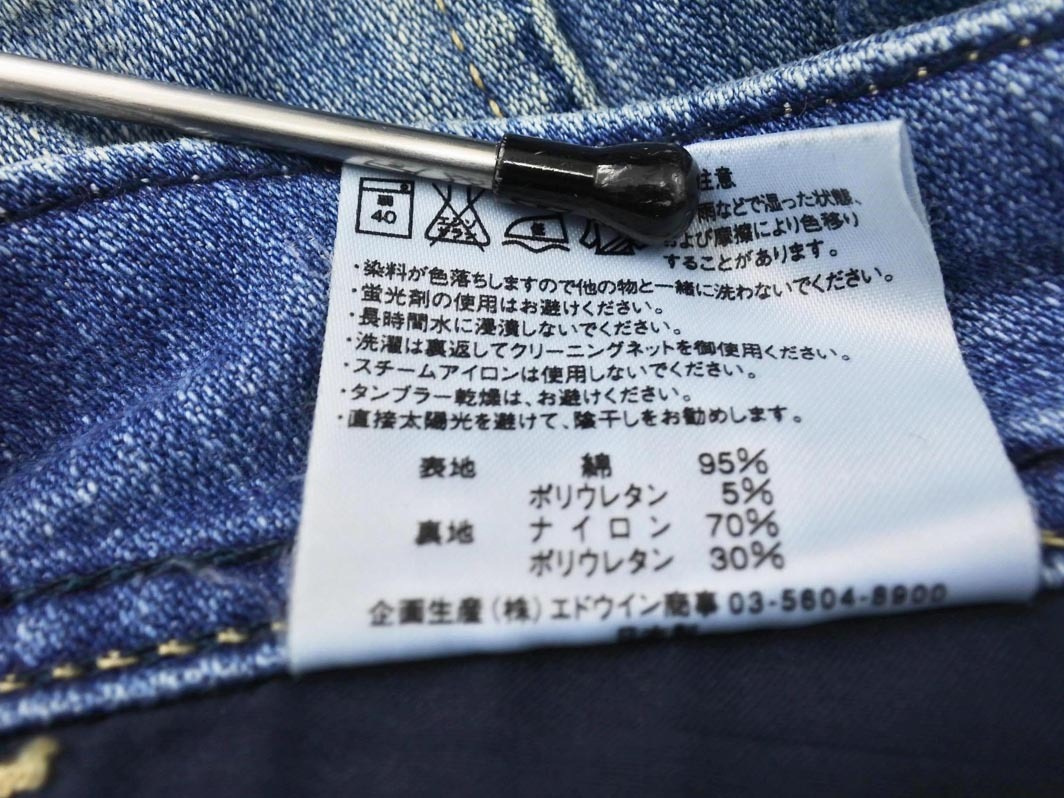 弱
40
エンソ
サラシ
低
注意
雨などで湿った状態、
および摩擦により色移り
することがあります。
・染料が色落ちしますので他の物と一緒に洗わないでください。
・蛍光剤の使用はお避けください。
・長時間水に浸漬しないでください。
・洗濯は裏返してクリーニングネットを御使用ください。
・スチームアイロンは使用しないでください。
・タンブラー乾燥は、お避けください。
・直接太陽光を避けて、陰干しをお勧めします。
表地 綿 95%
ポリウレタン 5%
裏地 ナイロン 70%
ポリウレタン 30%
企画生産(株)エドウイン商事 03-5604-8900